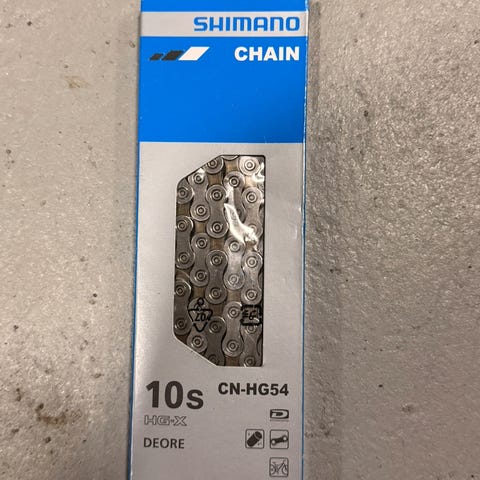 SHIMANO
CHAIN
10s
CN-HG54
HG-X
DEORE